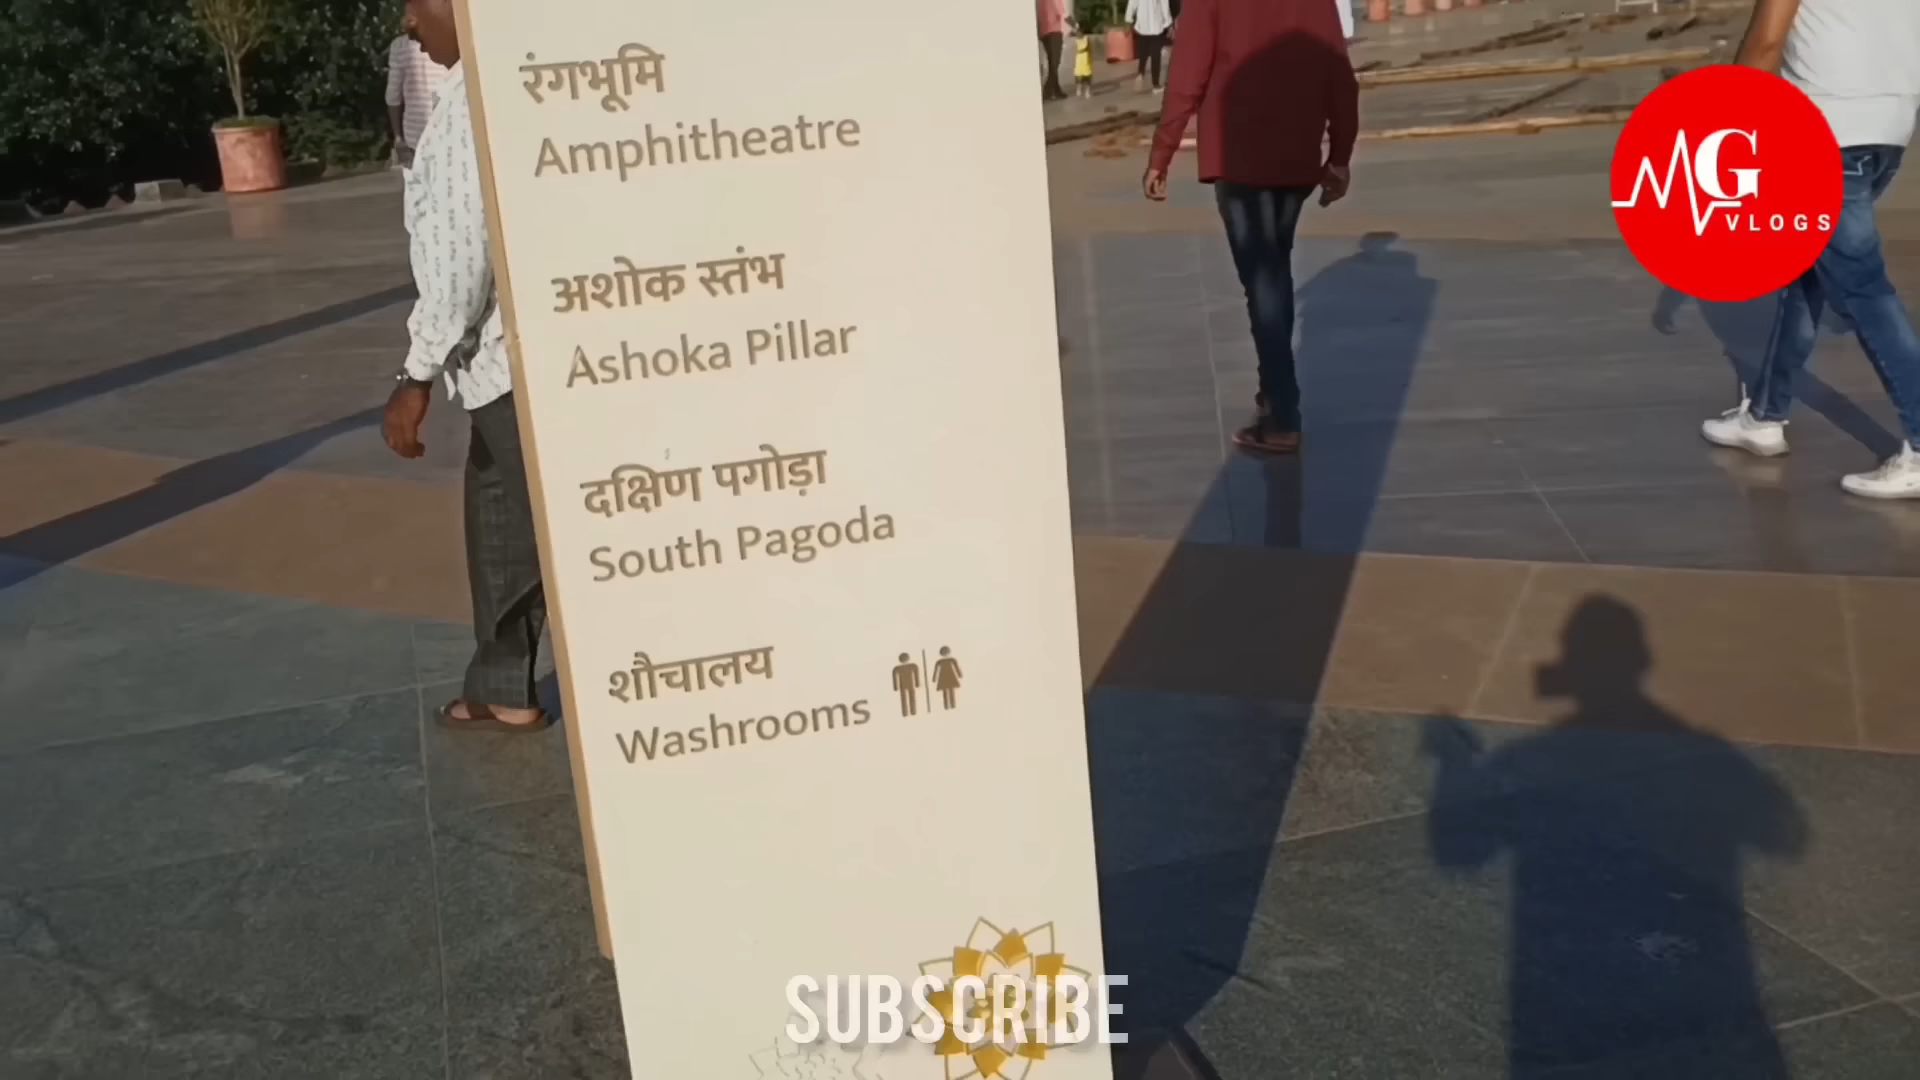 रंगभूमि
Amphitheatre
अशोक स्तंभ
Ashoka Pillar
दक्षिण पगोड़ा
South Pagoda
शौचालय
Washrooms
MG
VLOGS
SUBSCRIBE